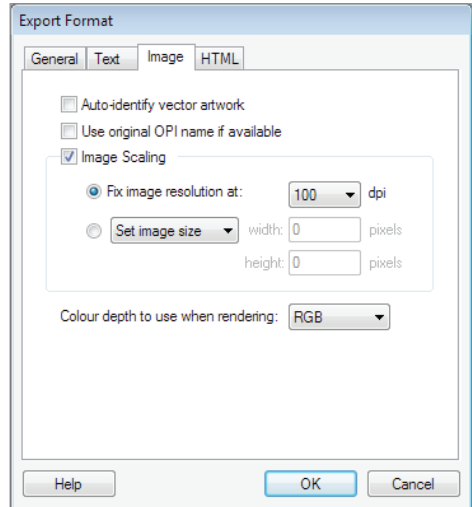 Export Format
General Text Image HTML
Auto-identify vector artwork
Use original OPI name if available
Image Scaling
Fix image resolution at: 100 dpi
Set image size width: 0 pixels
height: 0 pixels
Colour depth to use when rendering: RGB
Help OK Cancel